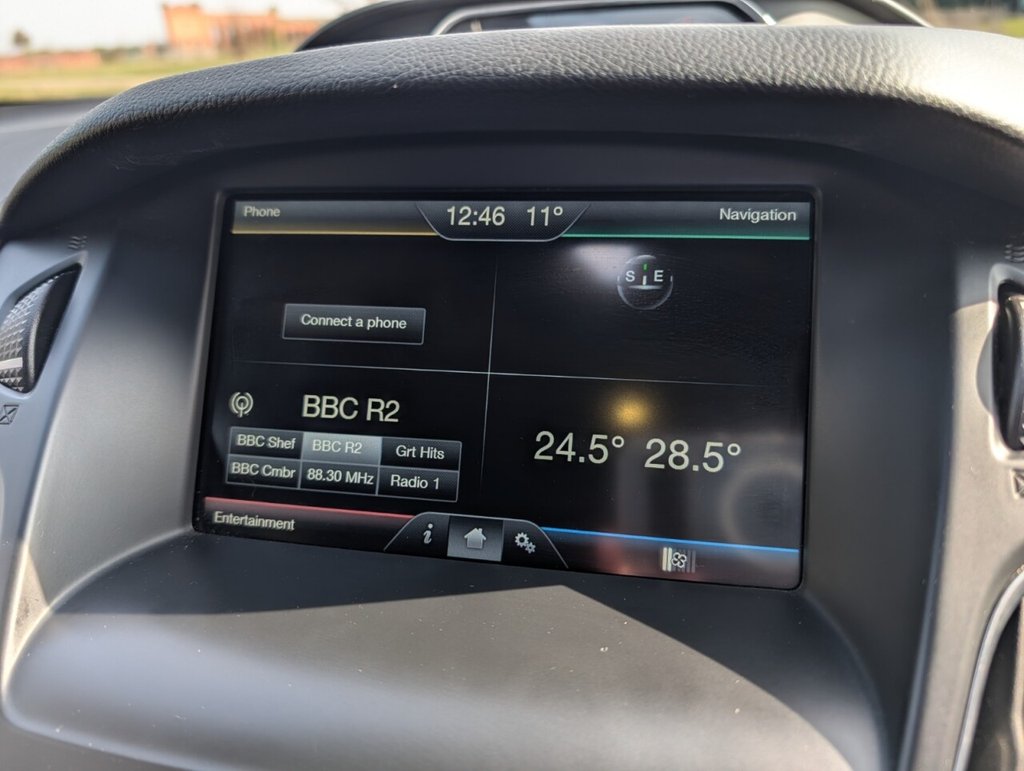 Phone
12:46 11°
Navigation
S E
Connect a phone
BBC R2
BBC Shef BBC R2 Grt Hits
BBC Cmbr 88.30 MHz Radio 1
24.5° 28.5°
Entertainment
i